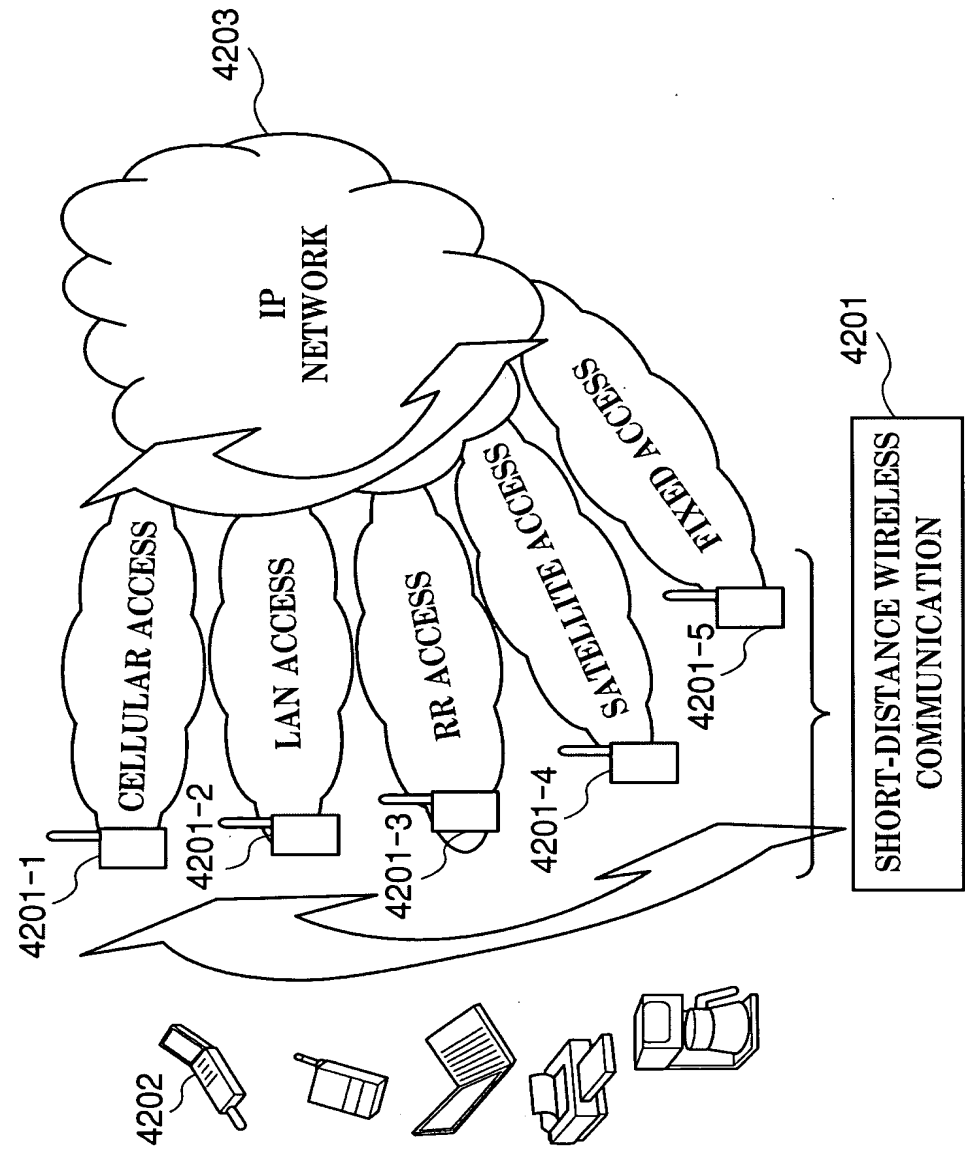 4203
IP
NETWORK
CELLULAR ACCESS
LAN ACCESS
RR ACCESS
SATELLITE ACCESS
FIXED ACCESS
4201-1
4201-2
4201-3
4201-4
4201-5
4202
4201
SHORT-DISTANCE WIRELESS
COMMUNICATION